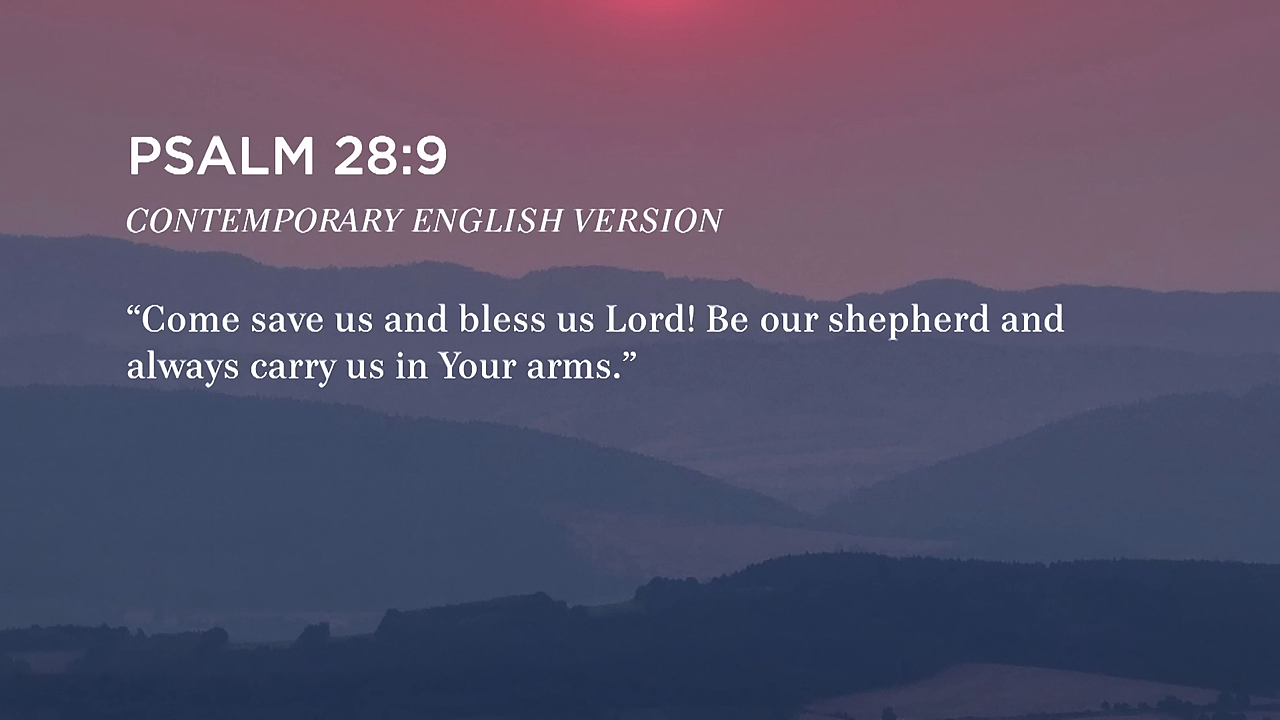 PSALM 28:9
CONTEMPORARY ENGLISH VERSION
“Come save us and bless us Lord! Be our shepherd and
always carry us in Your arms.”